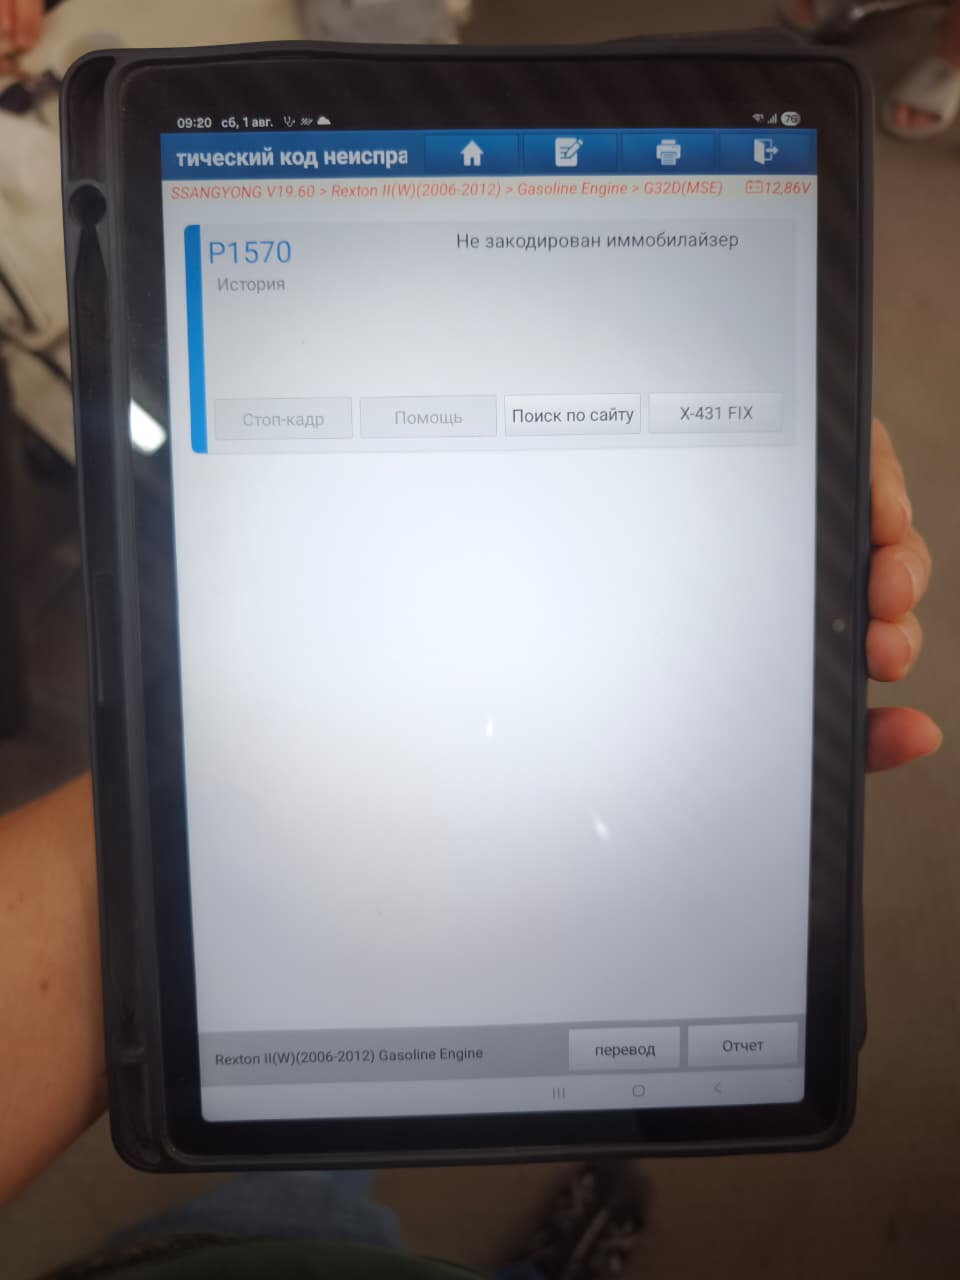 09:20 сб, 1 авг. 76
тический код неиспра
SSANGYONG V19.60 > Rexton II(W)(2006-2012) > Gasoline Engine > G32D(MSE) 12,86V
P1570 Не закодирован иммобилайзер
История
Стоп-кадр Помощь Поиск по сайту X-431 FIX
Rexton II(W)(2006-2012) Gasoline Engine перевод Отчет